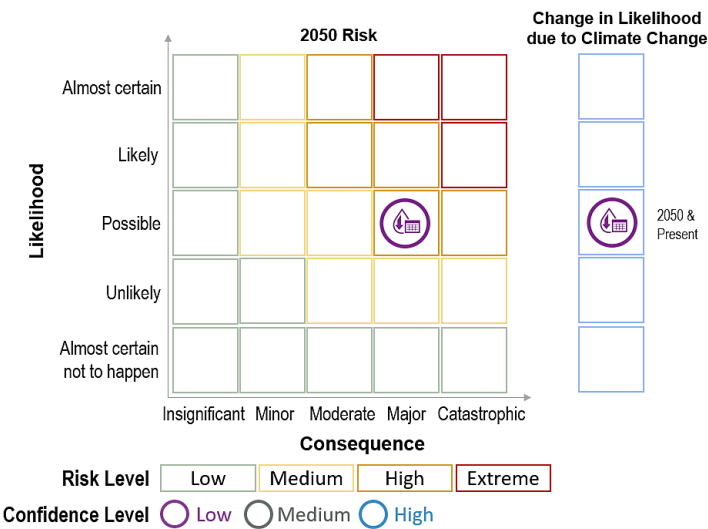 2050 Risk
Change in Likelihood
due to Climate Change
Likelihood
Almost certain
Likely
Possible
Unlikely
Almost certain
not to happen
2050 &
Present
Insignificant Minor Moderate Major Catastrophic
Consequence
Risk Level Low Medium High Extreme
Confidence Level Low Medium High